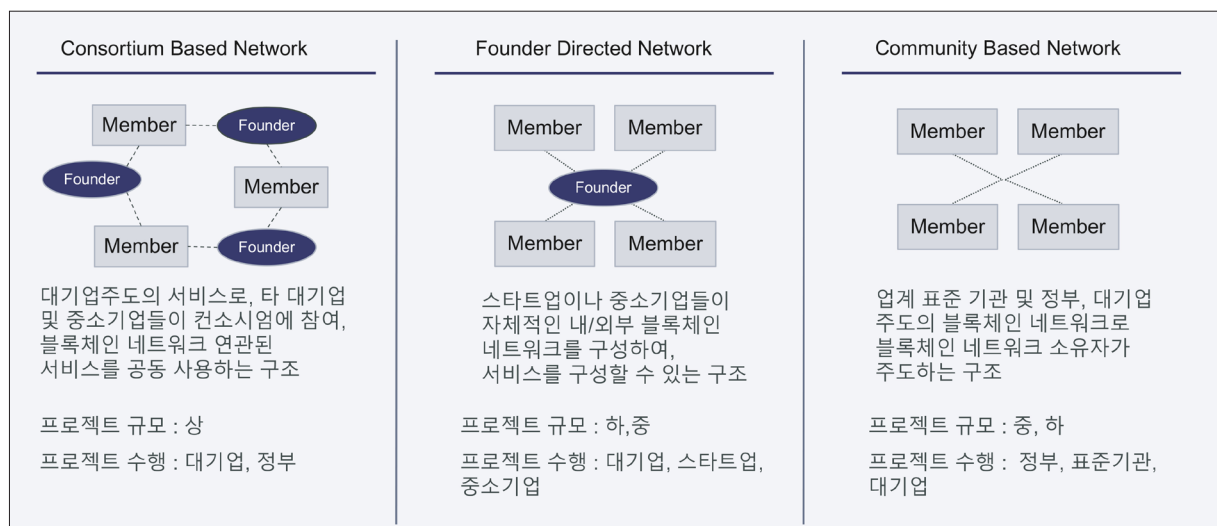 Consortium Based Network
Member
Founder
Founder
Member
Member
Founder
대기업주도의 서비스로, 타 대기업
및 중소기업들이 컨소시엄에 참여,
블록체인 네트워크 연관된
서비스를 공동 사용하는 구조
프로젝트 규모 : 상
프로젝트 수행 : 대기업, 정부
Founder Directed Network
Member
Member
Founder
Member
Member
스타트업이나 중소기업들이
자체적인 내/외부 블록체인
네트워크를 구성하여,
서비스를 구성할 수 있는 구조
프로젝트 규모 : 하,중
프로젝트 수행 : 대기업, 스타트업,
중소기업
Community Based Network
Member
Member
Member
Member
업계 표준 기관 및 정부, 대기업
주도의 블록체인 네트워크로
블록체인 네트워크 소유자가
주도하는 구조
프로젝트 규모 : 중, 하
프로젝트 수행 : 정부, 표준기관,
대기업